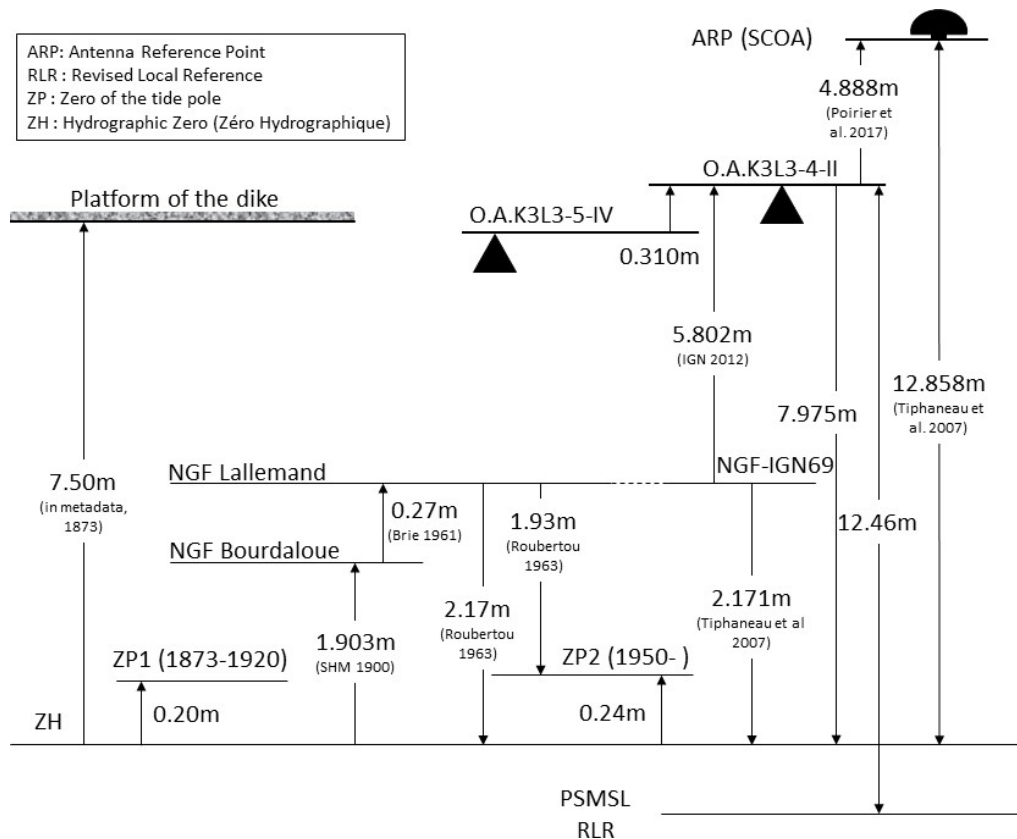 ARP: Antenna Reference Point
RLR : Revised Local Reference
ZP : Zero of the tide pole
ZH : Hydrographic Zero (Zéro Hydrographique)
ARP (SCOA)
4.888m
(Poirier et
al. 2017)
O.A.K3L3-4-II
Platform of the dike
O.A.K3L3-5-IV
0.310m
5.802m
(IGN 2012)
12.858m
(Tiphaneau et
al. 2007)
7.975m
NGF Lallemand
NGF-IGN69
7.50m
(in metadata,
1873)
0.27m
(Brie 1961)
1.93m
(Roubertou
1963)
12.46m
NGF Bourdaloue
2.17m
(Roubertou
1963)
2.171m
(Tiphaneau et al
2007)
1.903m
(SHM 1900)
ZP1 (1873-1920)
ZP2 (1950- )
0.20m
0.24m
ZH
PSMSL
RLR